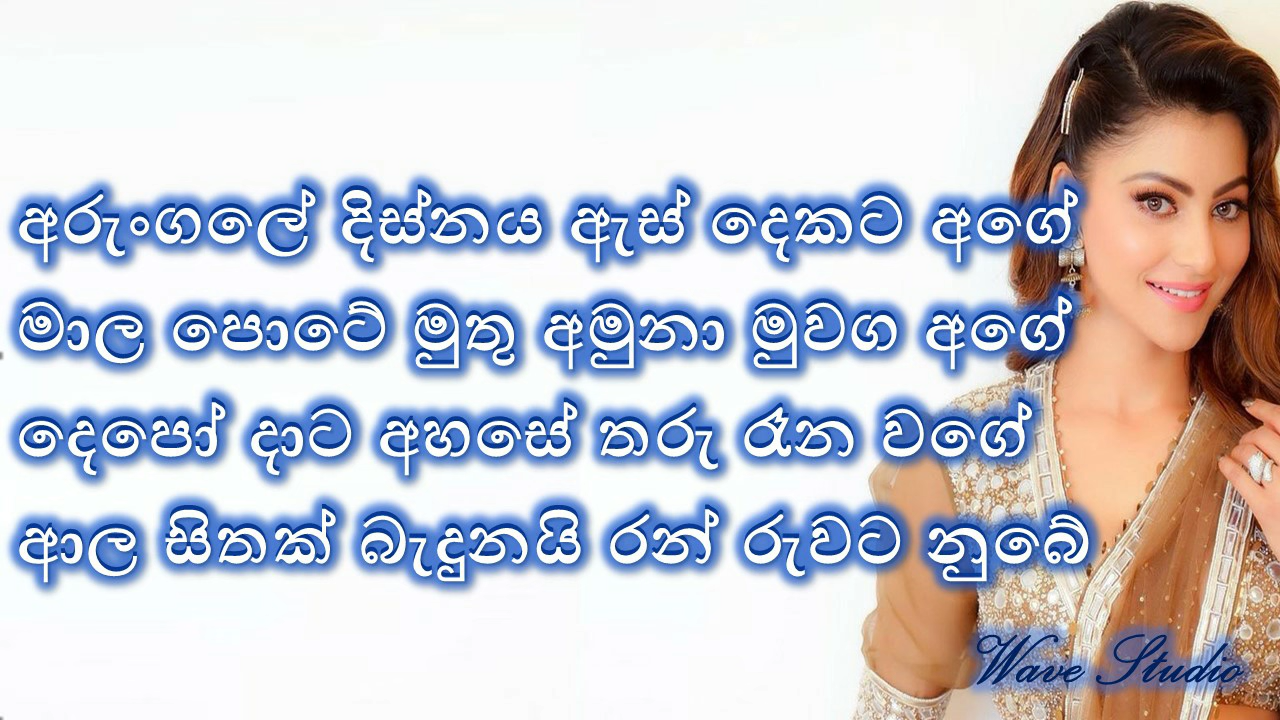 අරුංගලේ දිස්නය ඇස් දෙකට අගේ
මාල පොටේ මුතු අමුනා මුවග අගේ
දෙපෝ දාට අහසේ තරු රෑන වගේ
ආල සිතක් බැදුනයි රන් රුවට නුබේ
Wave Studio